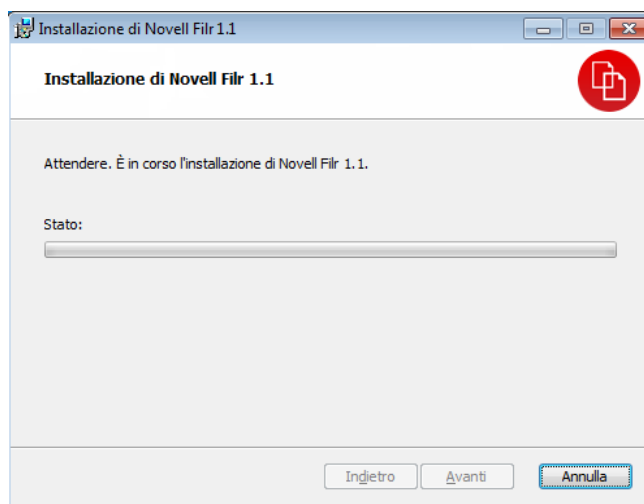 Installazione di Novell Filr 1.1
Installazione di Novell Filr 1.1
Attendere. È in corso l'installazione di Novell Filr 1.1.
Stato:
Indietro
Avanti
Annulla